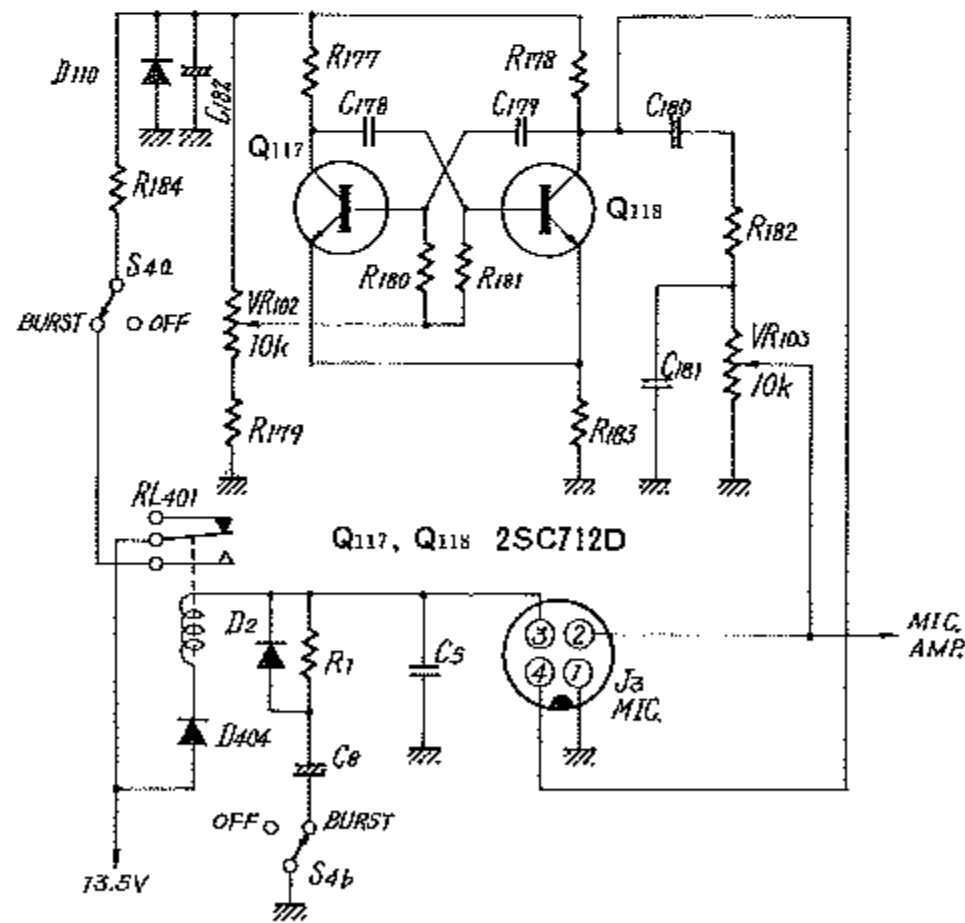 R177
R178
D110
C182
C178
C179
C180
Q117
Q118
R184
R182
S4a
R180
R181
VR102
10k
BURST
OFF
VR103
10k
C181
R179
R183
RL401
Q117, Q118 2SC712D
D2
R1
C5
3
2
4
1
J3
MIC.
MIC.
AMP.
D404
C8
OFF
BURST
S4b
13.5V